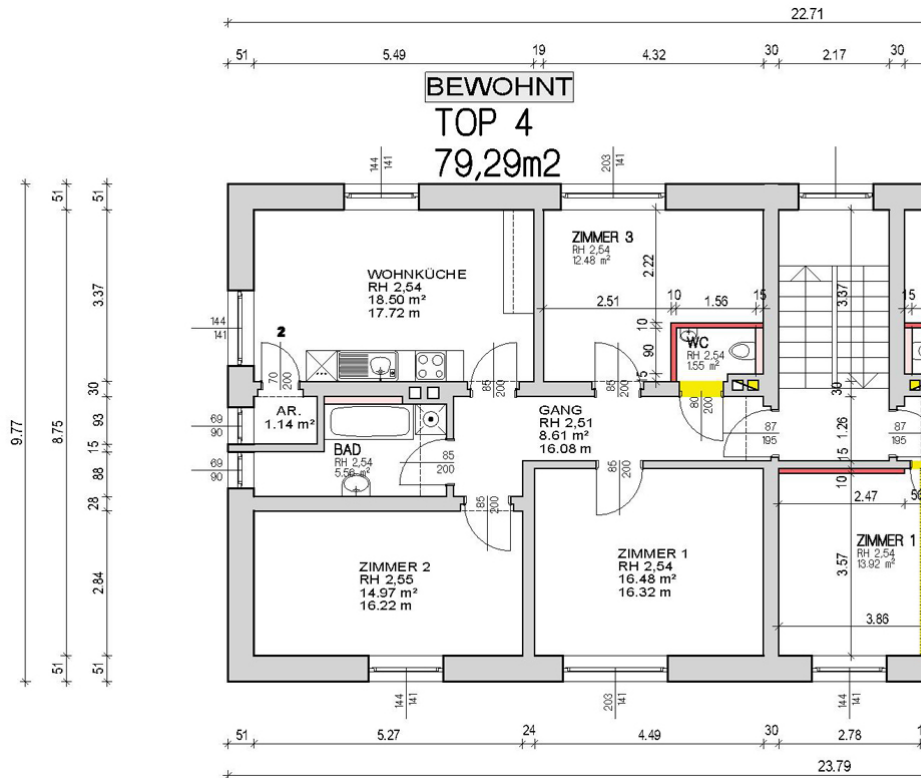 22.71
51
5.49
19
4.32
30
2.17
30
BEWOHNT
TOP 4
79,29m2
144
141
203
141
51
51
51
ZIMMER 3
RH 2,54
12.48 m²
2.22
WOHNKÜCHE
RH 2,54
18.50 m²
17.72 m
3.37
3.37
2.51
10
1.56
15
15
144
141
2
10
WC
RH 2,54
1.55 m²
90
15
70
200
85
200
85
200
80
200
30
30
9.77
8.75
93
69
90
AR.
1.14 m²
GANG
RH 2,51
8.61 m²
16.08 m
87
195
1.26
87
195
15
BAD
RH 2,54
85
200
85
200
15
88
69
90
10
2.47
28
85
200
ZIMMER 2
RH 2,55
14.97 m²
16.22 m
ZIMMER 1
RH 2,54
16.48 m²
16.32 m
ZIMMER 1
RH 2,54
13.92 m²
3.57
2.84
3.86
51
51
51
144
141
203
141
144
141
51
5.27
24
4.49
30
2.78
23.79